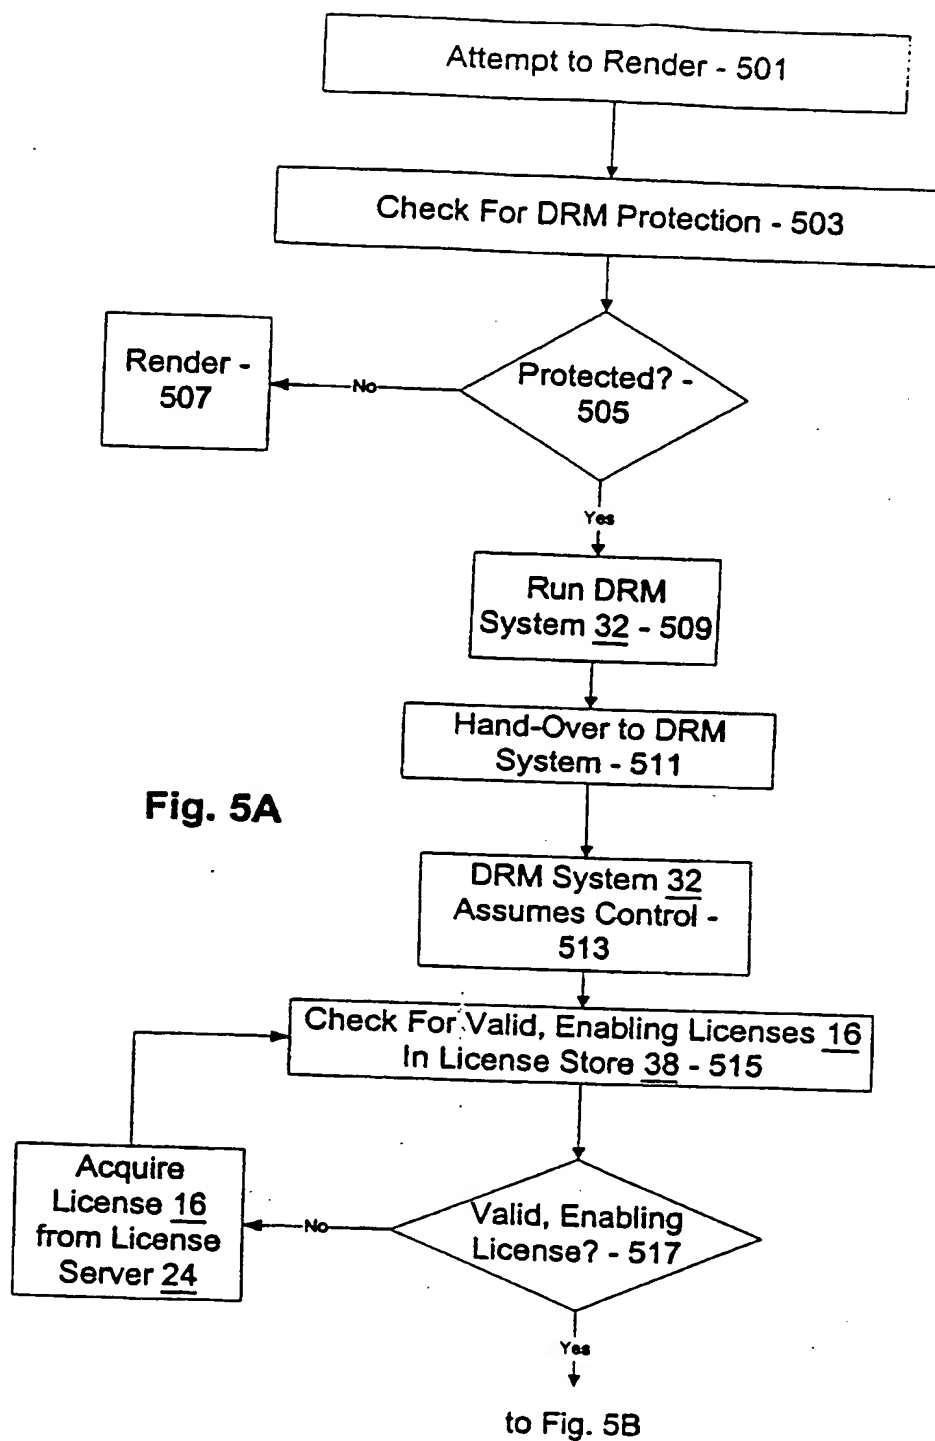 Attempt to Render - 501
Check For DRM Protection - 503
Protected? -
505
No
Render -
507
Yes
Run DRM
System 32 - 509
Hand-Over to DRM
System - 511
Fig. 5A
DRM System 32
Assumes Control -
513
Check For Valid, Enabling Licenses 16
In License Store 38 - 515
Valid, Enabling
License? - 517
No
Acquire
License 16
from License
Server 24
Yes
to Fig. 5B